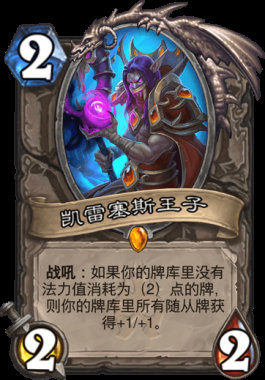 2
凯雷塞斯王子
战吼：如果你的牌库里没有
法力值消耗为（2）点的牌，
则你的牌库里所有随从牌获
得+1/+1。
2
2